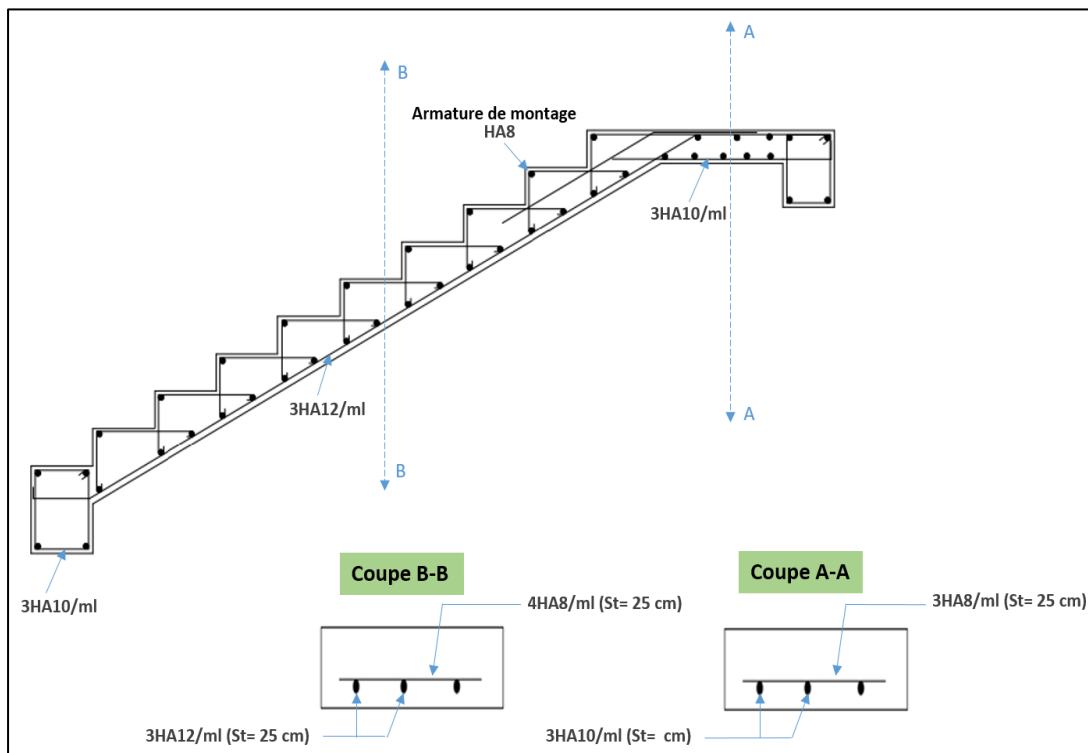 A
B
Armature de montage
HA8
3HA10/ml
3HA12/ml
A
B
3HA10/ml
Coupe B-B
Coupe A-A
4HA8/ml (St= 25 cm)
3HA8/ml (St= 25 cm)
3HA12/ml (St= 25 cm)
3HA10/ml (St=  cm)